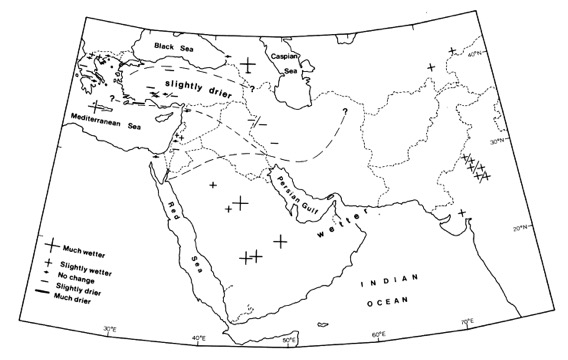 Black Sea
Caspian
Sea
40°N
slightly drier
?
?
?
Mediterranean Sea
30°N
Persian Gulf
Red
Sea
wetter
20°N
Much wetter
Slightly wetter
No change
Slightly drier
Much drier
INDIAN
OCEAN
30°E
40°E
50°E
60°E
70°E